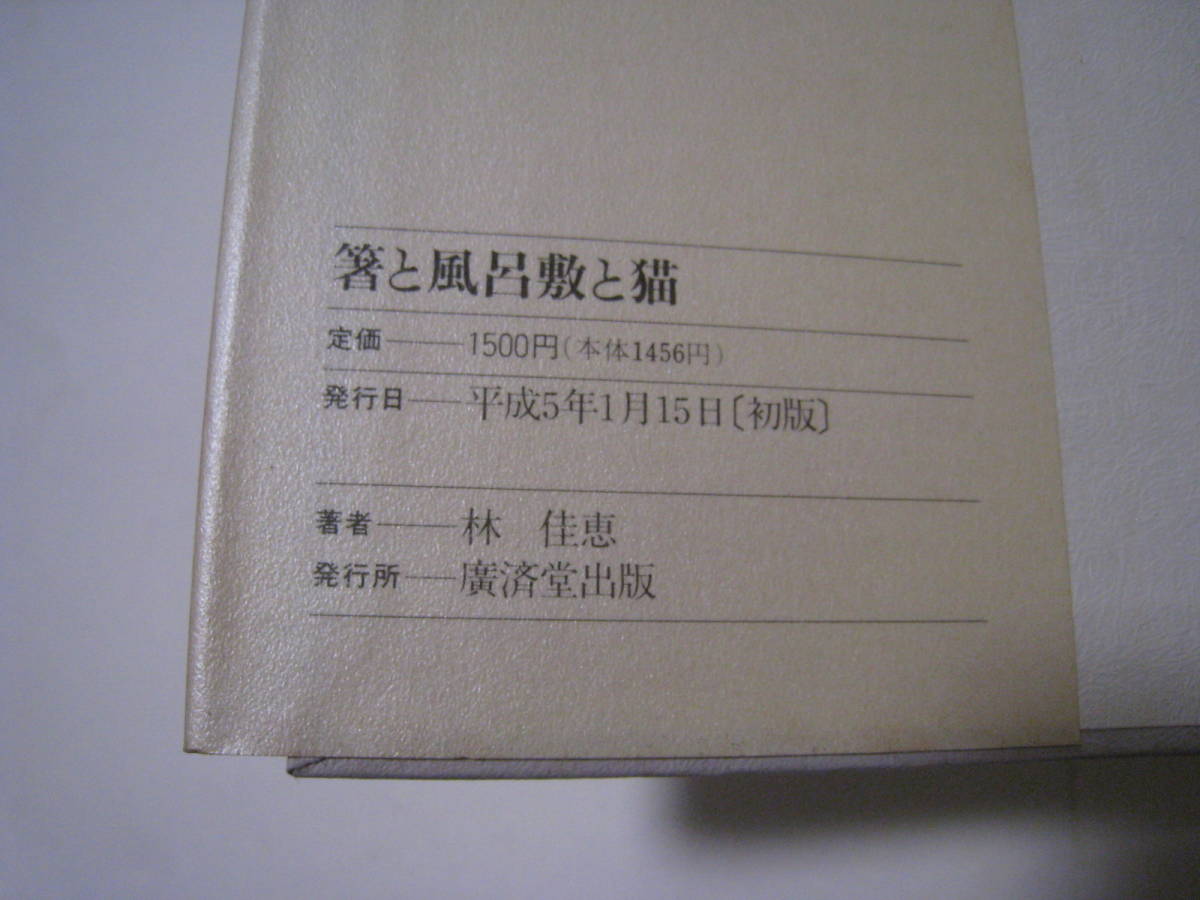 箸と風呂敷と猫
定価――1500円(本体1456円)
発行日――平成5年1月15日〔初版〕
著者――林　佳恵
発行所――廣済堂出版